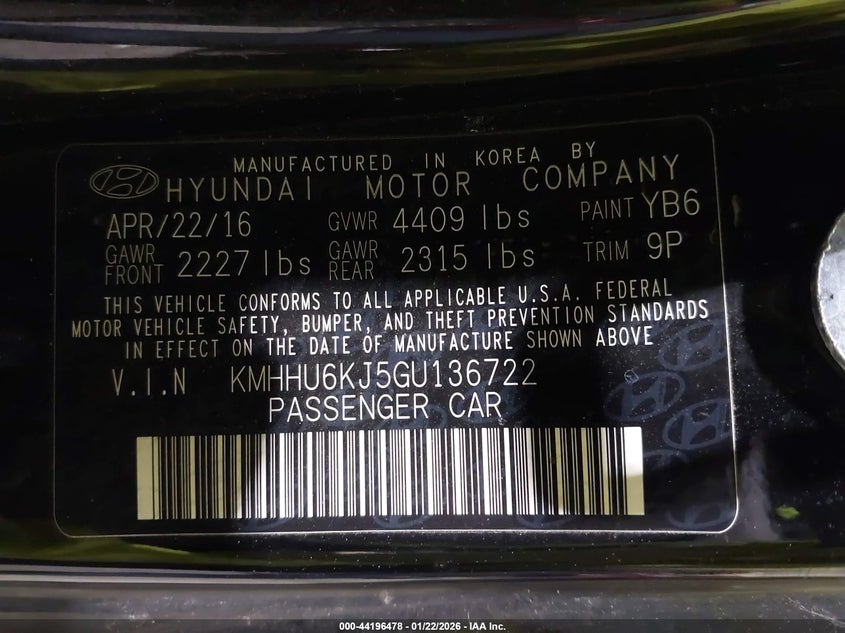 MANUFACTURED IN KOREA BY
HYUNDAI MOTOR COMPANY
APR/22/16 GVWR 4409 lbs PAINT YB6
GAWR FRONT 2227 lbs GAWR REAR 2315 lbs TRIM 9P
THIS VEHICLE CONFORMS TO ALL APPLICABLE U.S.A. FEDERAL
MOTOR VEHICLE SAFETY, BUMPER, AND THEFT PREVENTION STANDARDS
IN EFFECT ON THE DATE OF MANUFACTURE SHOWN ABOVE
V.I.N KMHHU6KJ5GU136722
PASSENGER CAR
000-44196478 - 01/22/2026 - IAA Inc.